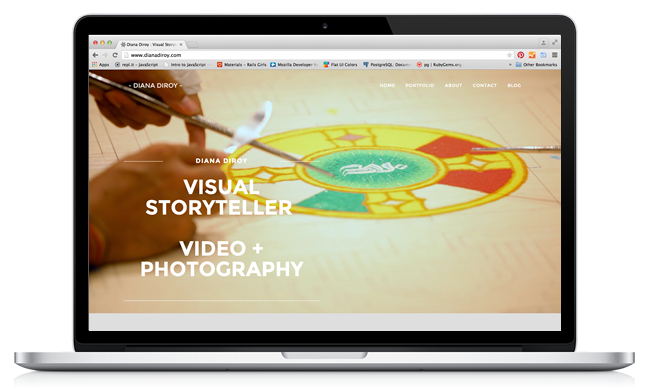 Diana Diroy : Visual Storyt
www.dianadiroy.com
Apps repl.it - JavaScript Intro to JavaScript Materials - Rails Girls Mozilla Developer Flat UI Colors PostgreSQL: Docum pg | RubyGems.org » Other Bookmarks
- DIANA DIROY - HOME PORTFOLIO ABOUT CONTACT BLOG
DIANA DIROY
VISUAL
STORYTELLER
VIDEO +
PHOTOGRAPHY